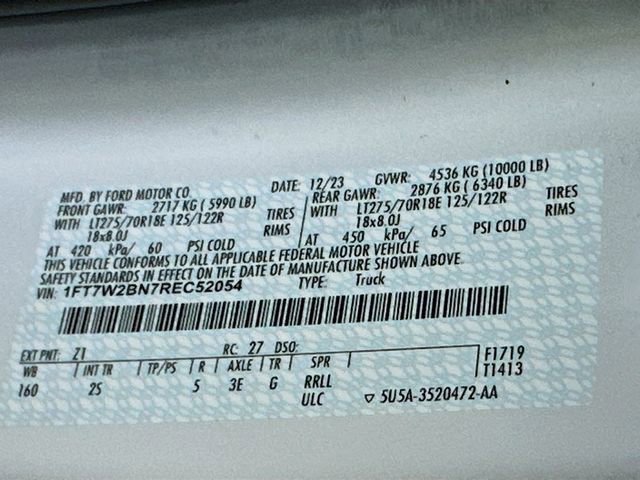 MFD. BY FORD MOTOR CO. DATE: 12/23 GVWR: 4536 KG (10000 LB)
FRONT GAWR: 2717 KG ( 5990 LB) REAR GAWR: 2876 KG ( 6340 LB)
WITH LT275/70R18E 125/122R TIRES WITH LT275/70R18E 125/122R TIRES
18x8.0J RIMS 18x8.0J RIMS
AT 420 kPa/ 60 PSI COLD AT 450 kPa/ 65 PSI COLD
THIS VEHICLE CONFORMS TO ALL APPLICABLE FEDERAL MOTOR VEHICLE
SAFETY STANDARDS IN EFFECT ON THE DATE OF MANUFACTURE SHOWN ABOVE.
VIN: 1FT7W2BN7REC52054 TYPE: Truck
EXT PNT: Z1 RC: 27 DSO: F1719
WB INT TR TP/PS R AXLE TR SPR T1413
160 2S 5 3E G RRLL
ULC ▽ 5U5A-3520472-AA